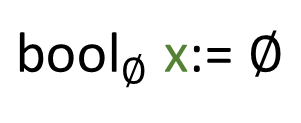 bool∅ x:= ∅